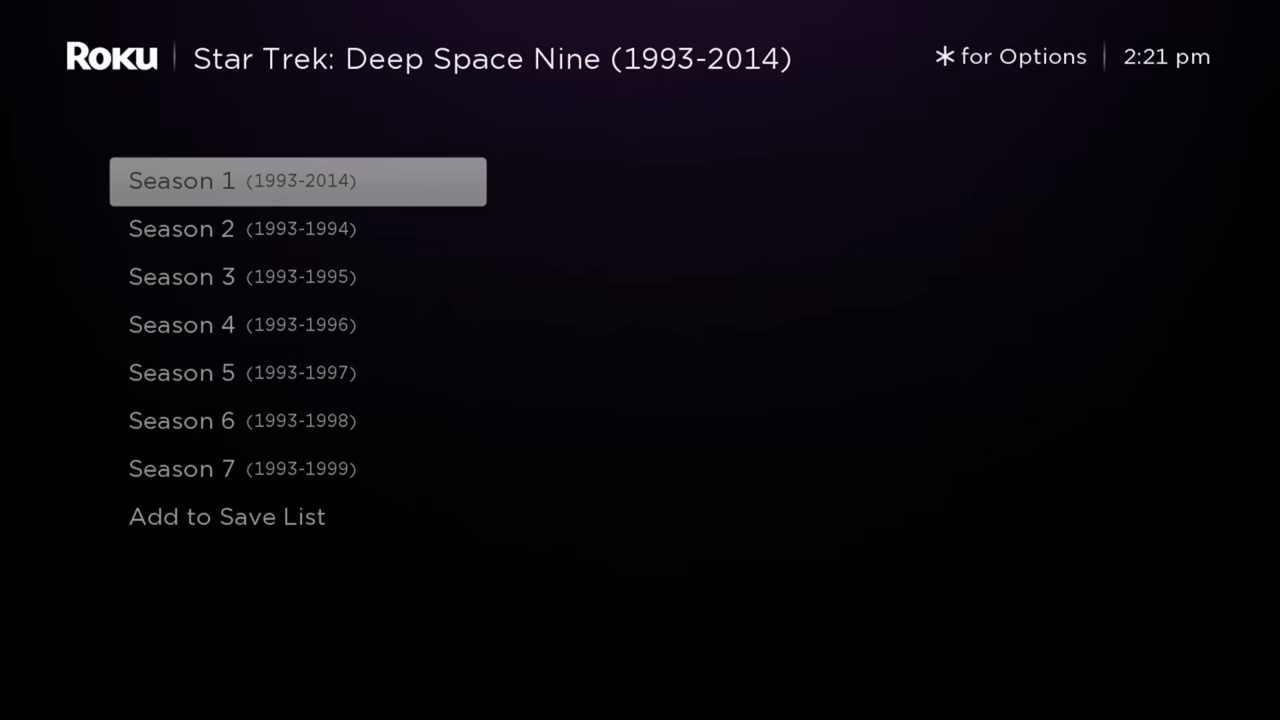 Roku | Star Trek: Deep Space Nine (1993-2014) * for Options | 2:21 pm
Season 1 (1993-2014)
Season 2 (1993-1994)
Season 3 (1993-1995)
Season 4 (1993-1996)
Season 5 (1993-1997)
Season 6 (1993-1998)
Season 7 (1993-1999)
Add to Save List